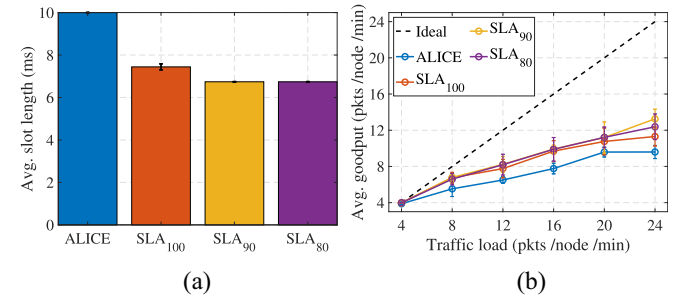 Avg. slot length (ms)
10
8
6
4
2
0
ALICE SLA100 SLA90 SLA80
(a)
Avg. goodput (pkts /node /min)
24
20
16
12
8
4
Ideal
ALICE
SLA100
SLA90
SLA80
4 8 12 16 20 24
Traffic load (pkts /node /min)
(b)